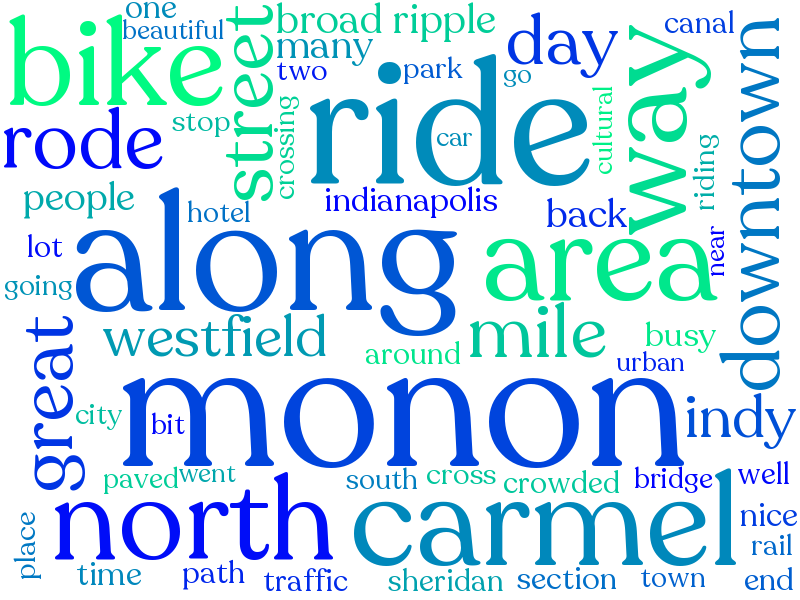 one
beautiful
bike
street
broad ripple
many
two
park
go
day
canal
way
downtown
rode
stop
crossing
ride
car
cultural
riding
people
hotel
indianapolis
back
near
lot
going
along
area
great
westfield
around
mile
busy
urban
city
bit
monon
indy
paved
went
south
cross
crowded
bridge
well
place
north
carmel
nice
rail
time
path
traffic
sheridan
section
town
end